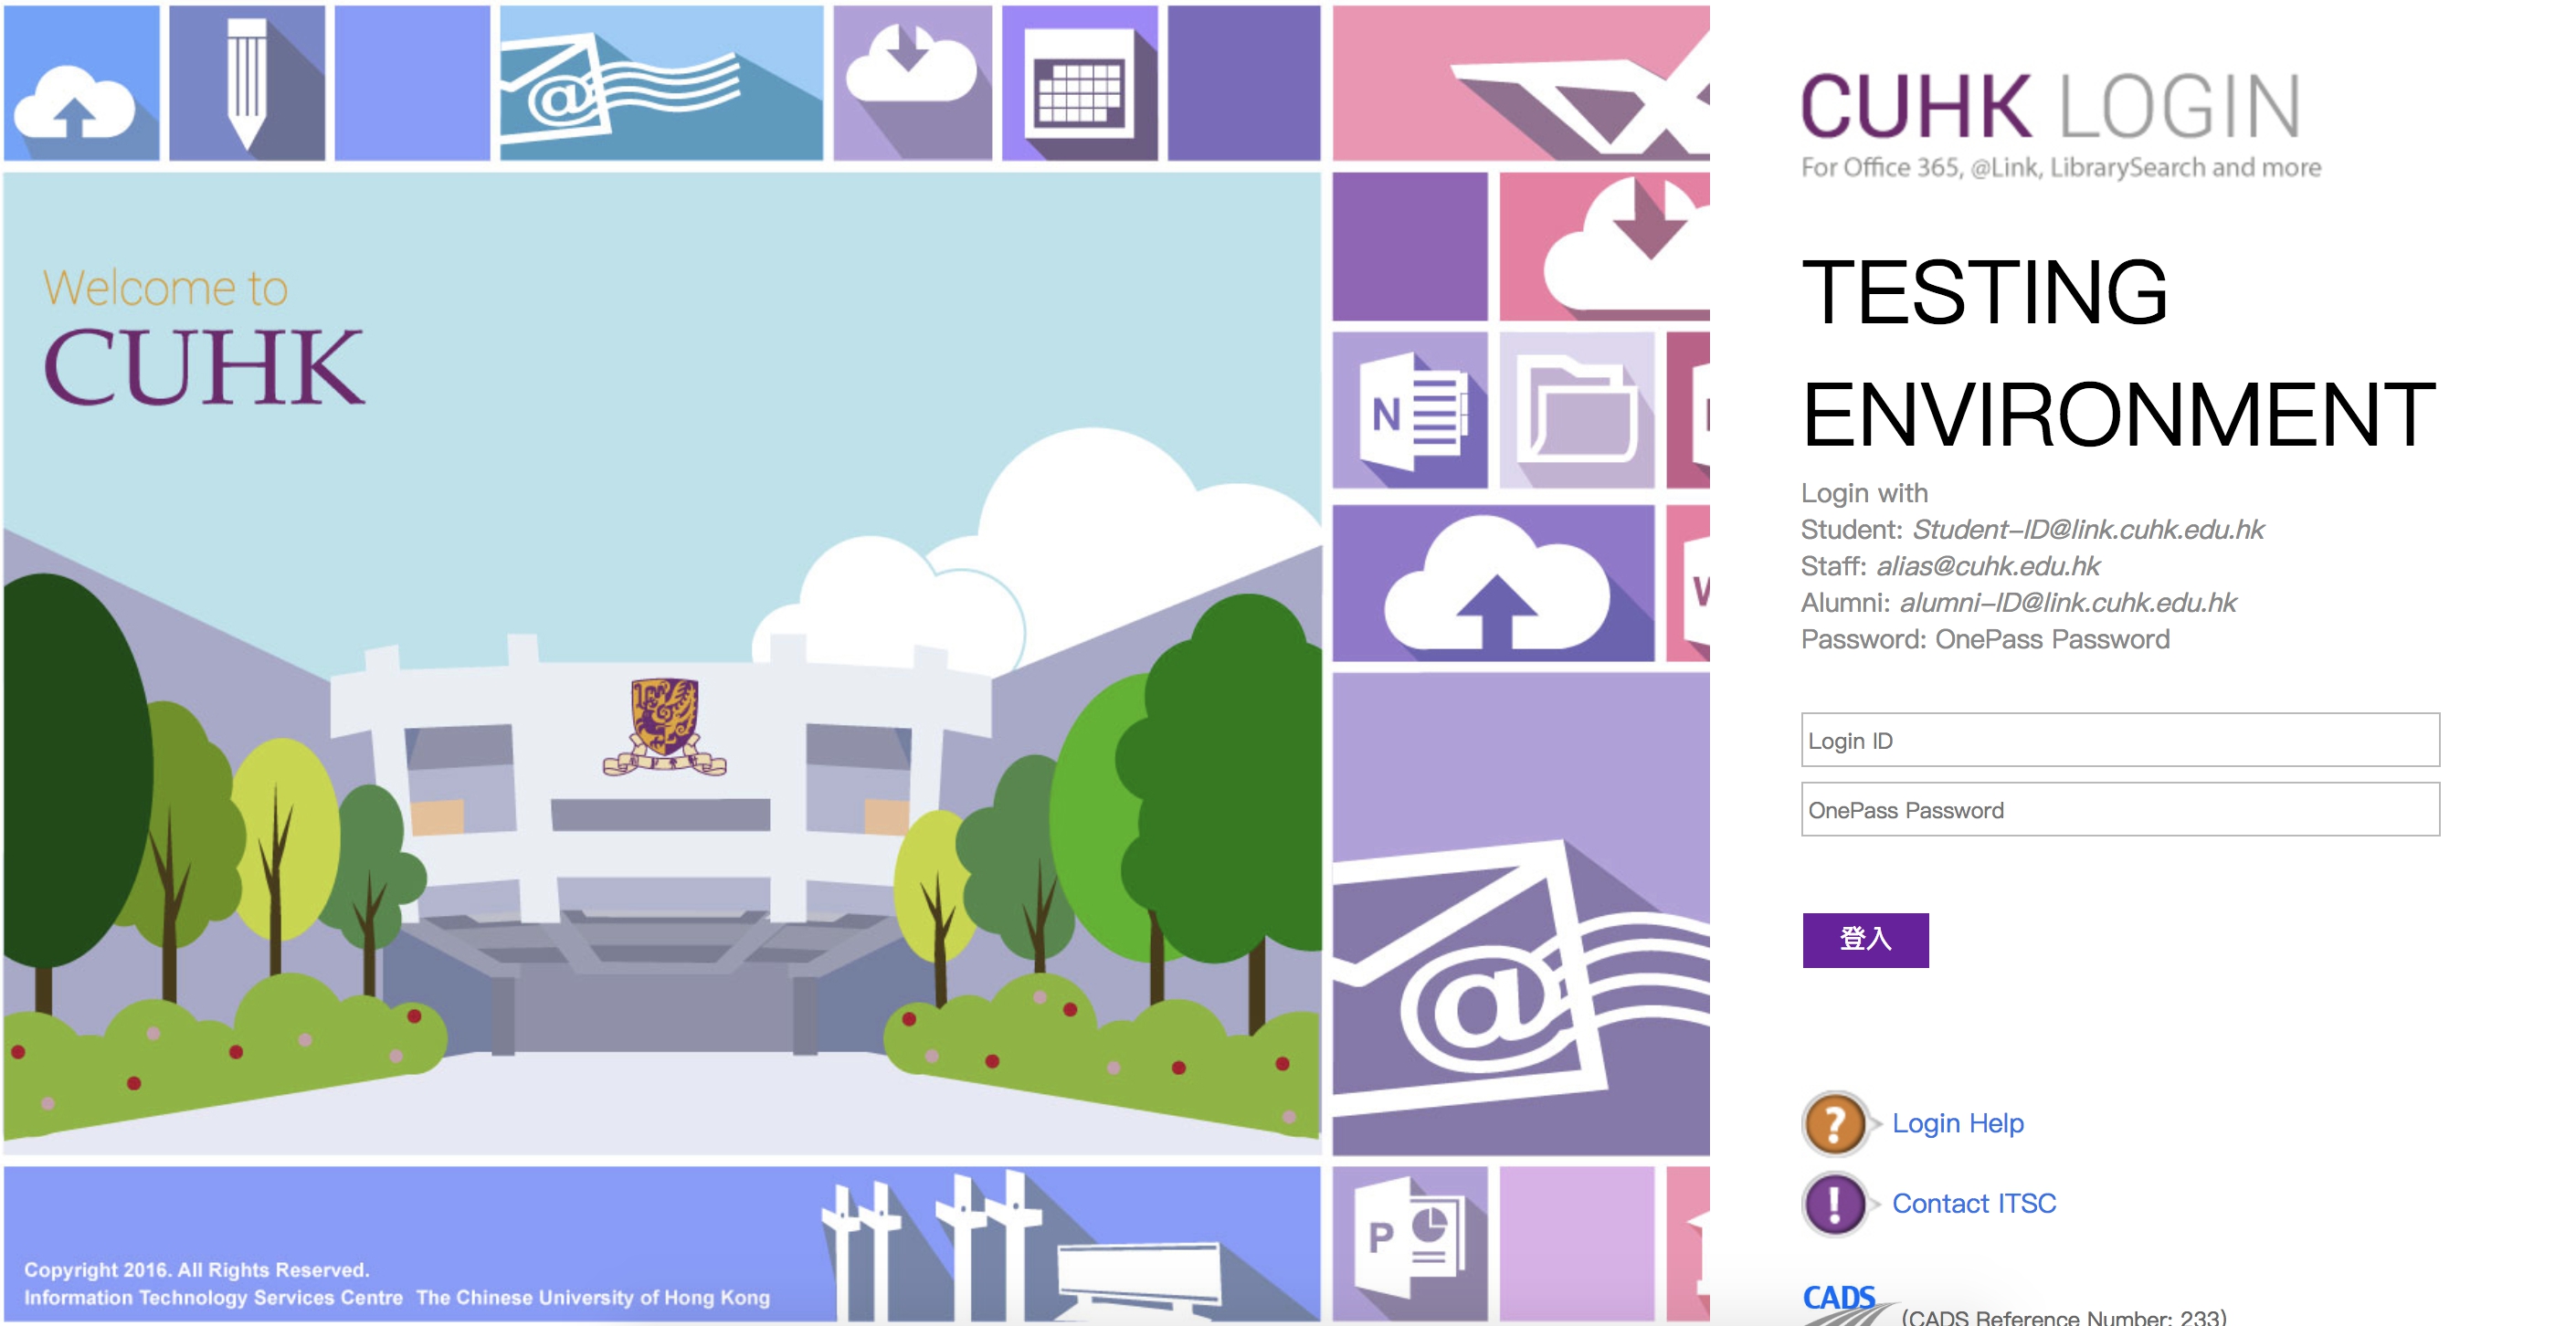 Welcome to
CUHK
Copyright 2016. All Rights Reserved.
Information Technology Services Centre The Chinese University of Hong Kong
@
N
W
@
P
CUHK LOGIN
For Office 365, @Link, LibrarySearch and more
TESTING
ENVIRONMENT
Login with
Student: Student-ID@link.cuhk.edu.hk
Staff: alias@cuhk.edu.hk
Alumni: alumni-ID@link.cuhk.edu.hk
Password: OnePass Password
Login ID
OnePass Password
登入
? Login Help
! Contact ITSC
CADS
(CADS Reference Number: 233)